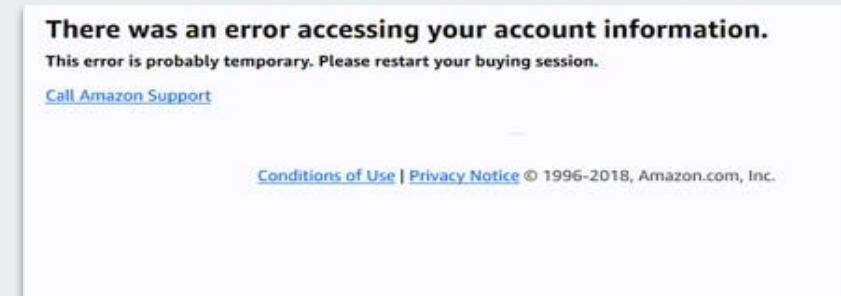 There was an error accessing your account information.
This error is probably temporary. Please restart your buying session.
Call Amazon Support
Conditions of Use | Privacy Notice © 1996-2018, Amazon.com, Inc.